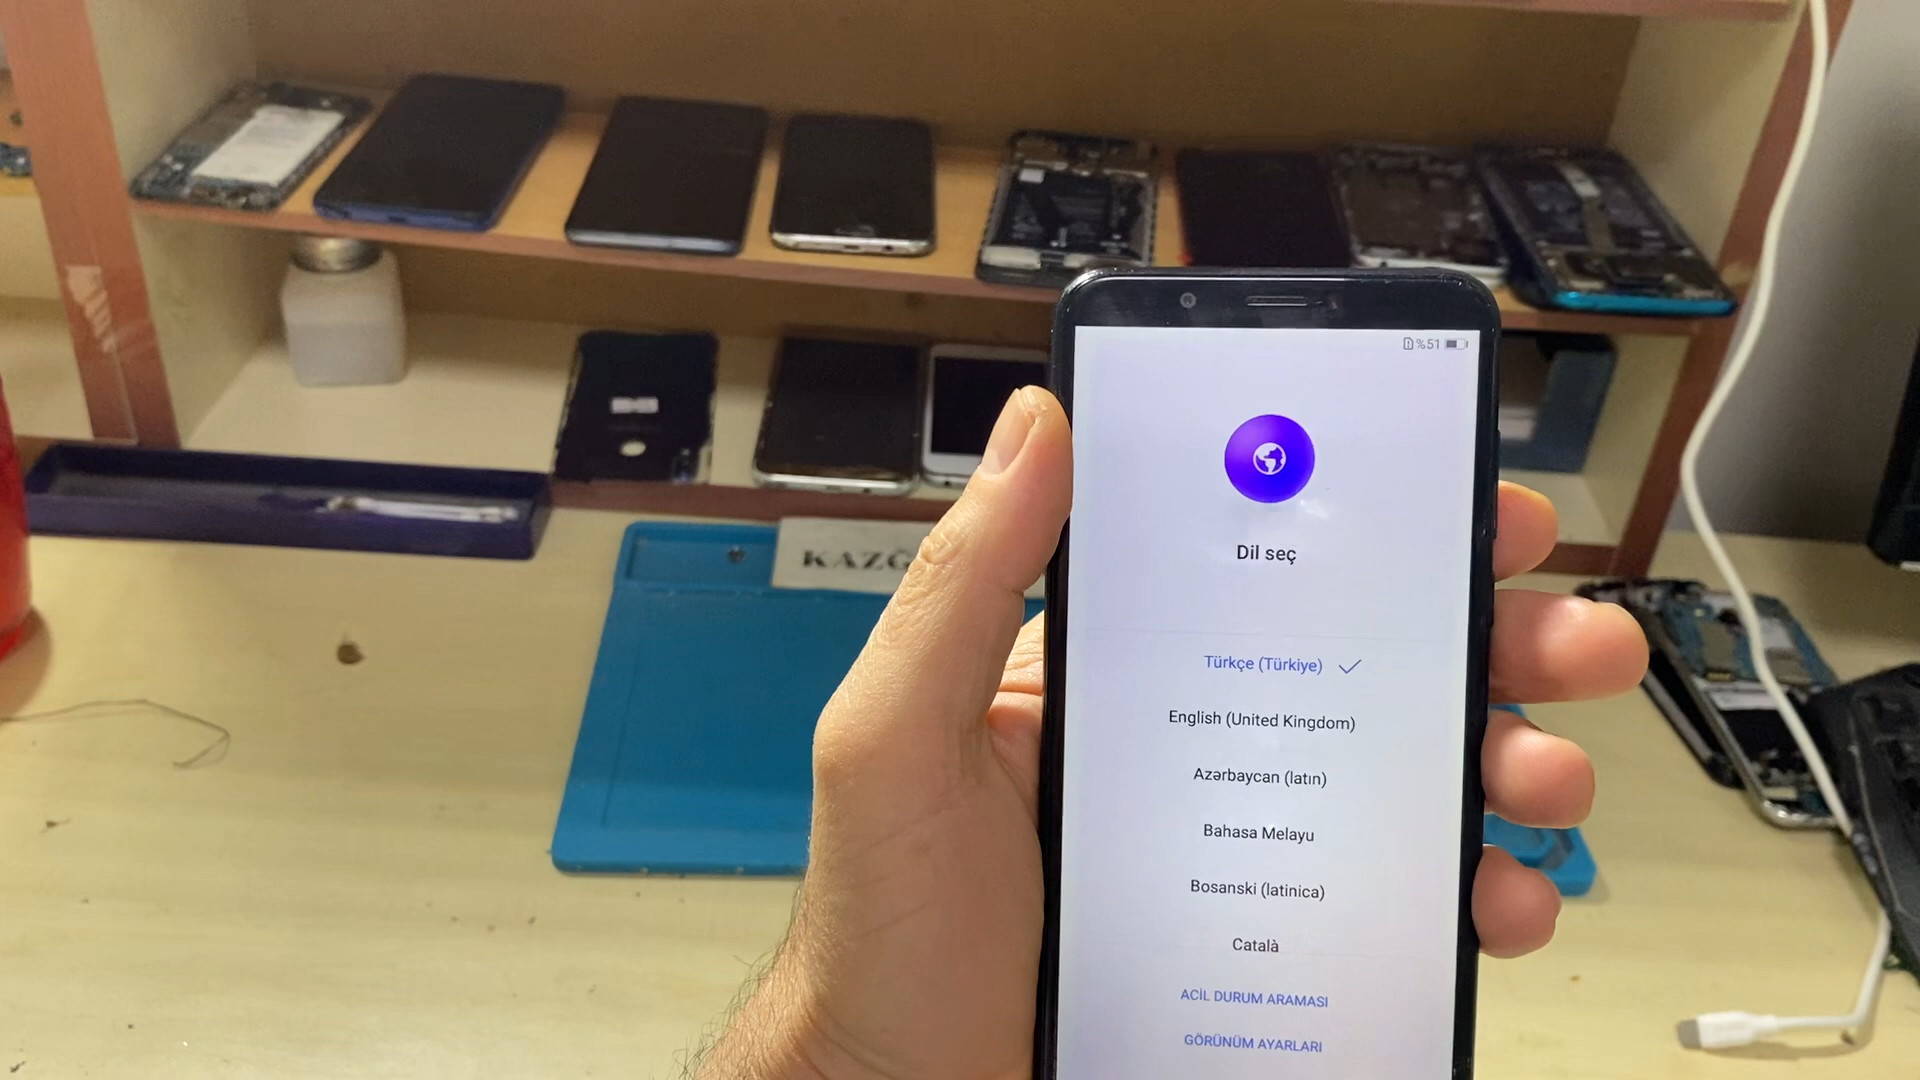 %51
Dil seç
Türkçe (Türkiye)
English (United Kingdom)
Azərbaycan (latın)
Bahasa Melayu
Bosanski (latinica)
Català
ACİL DURUM ARAMASI
GÖRÜNÜM AYARLARI